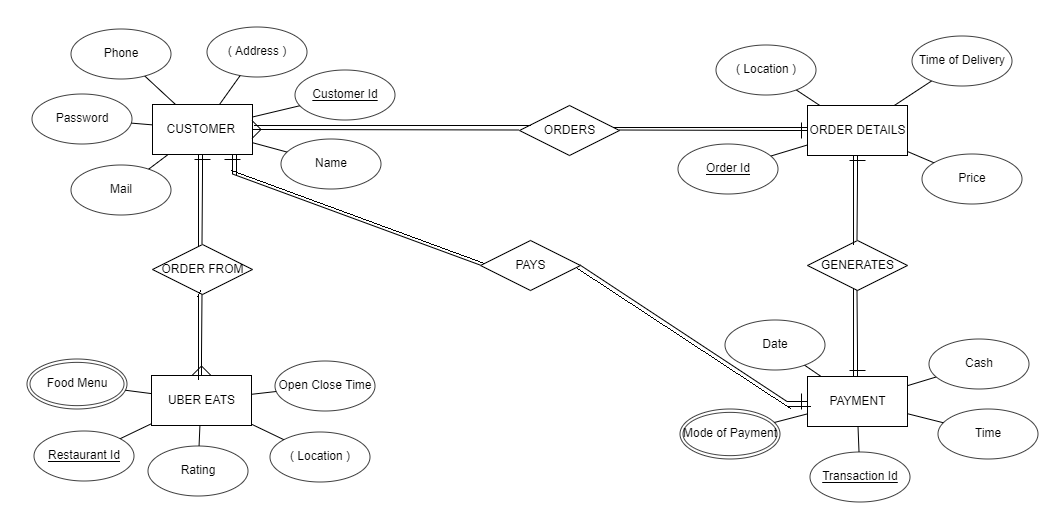 Phone
( Address )
( Location )
Time of Delivery
Customer Id
Password
CUSTOMER
ORDERS
ORDER DETAILS
Name
Order Id
Price
Mail
ORDER FROM
PAYS
GENERATES
Date
Cash
Food Menu
Open Close Time
UBER EATS
PAYMENT
Mode of Payment
Time
Restaurant Id
Rating
( Location )
Transaction Id